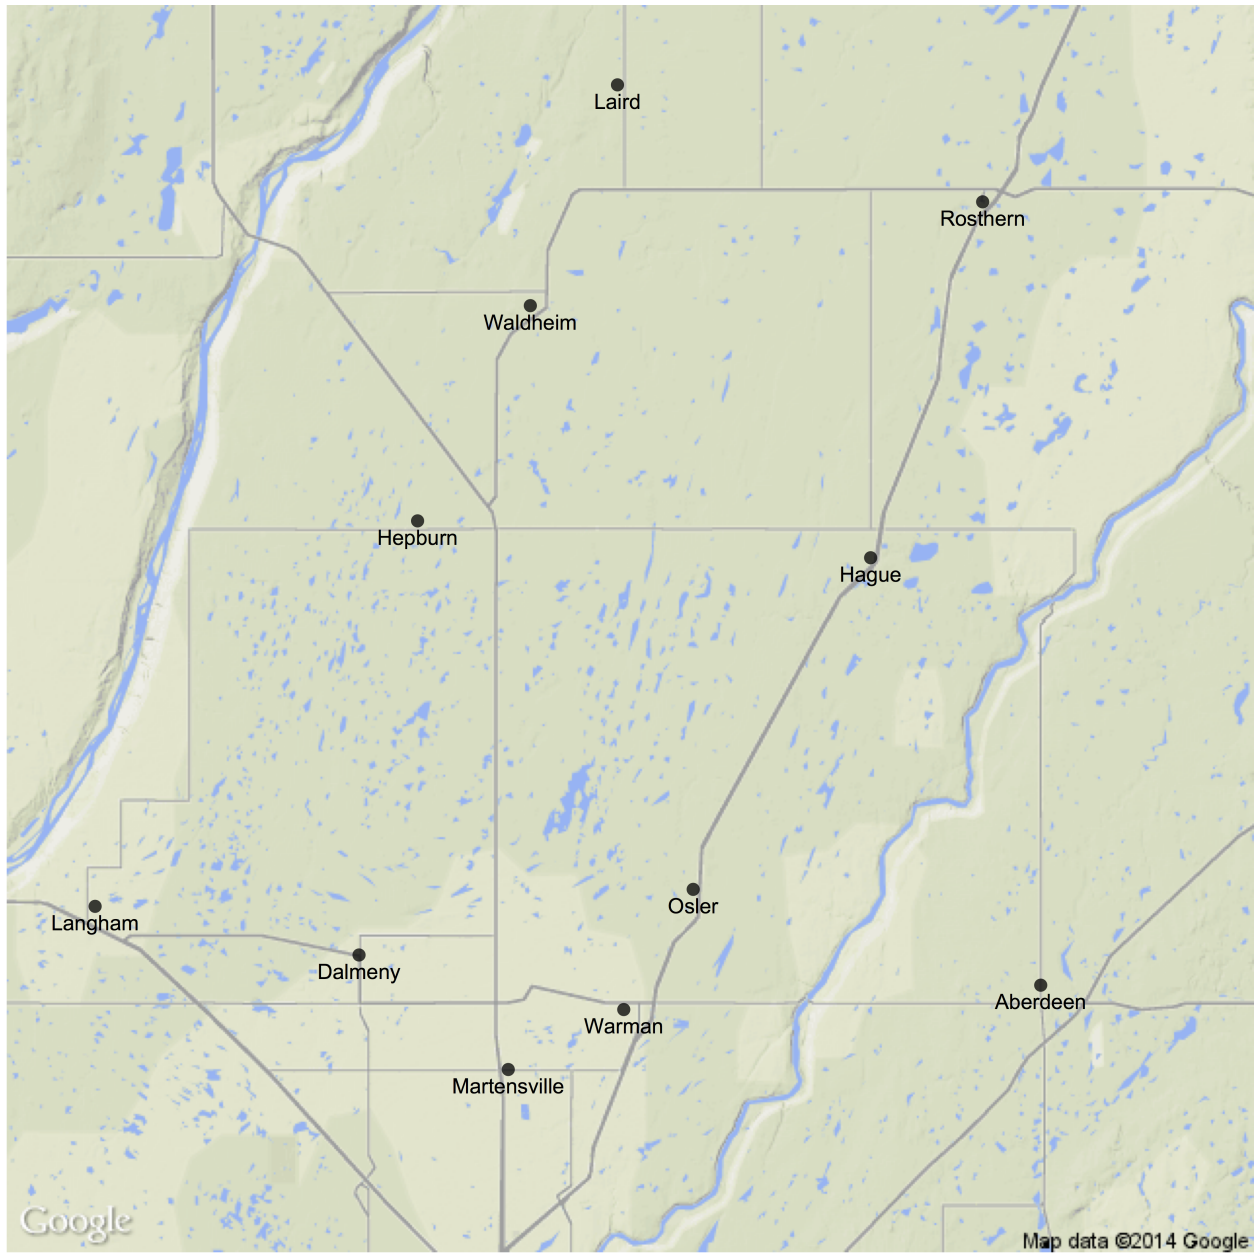 Laird
Rosthern
Waldheim
Hepburn
Hague
Osler
Langham
Dalmeny
Aberdeen
Warman
Martensville
Google
Map data ©2014 Google